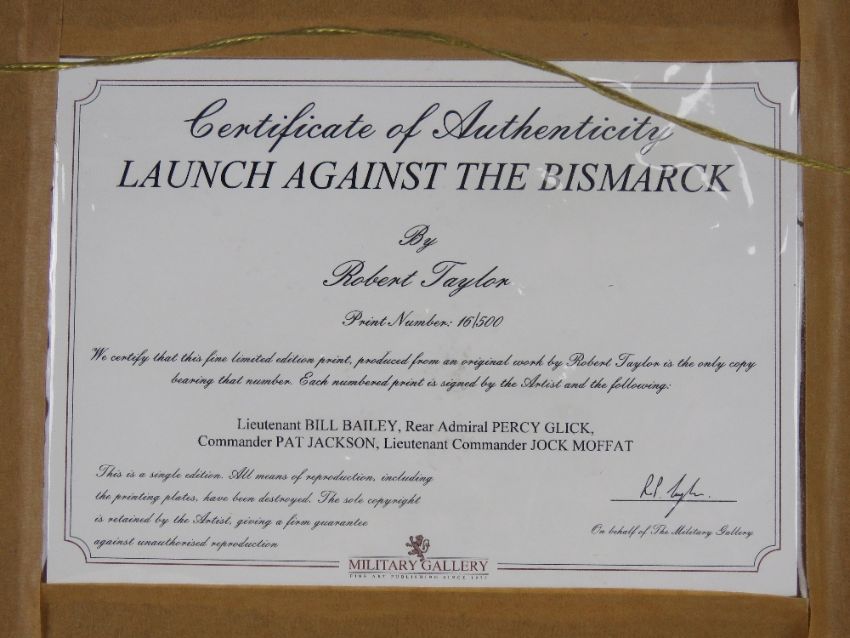 Certificate of Authenticity
LAUNCH AGAINST THE BISMARCK
By
Robert Taylor
Print Number: 16/500
We certify that this fine limited edition print, produced from an original work by Robert Taylor is the only copy
bearing that number. Each numbered print is signed by the Artist and the following:
Lieutenant BILL BAILEY, Rear Admiral PERCY GLICK,
Commander PAT JACKSON, Lieutenant Commander JOCK MOFFAT
This is a single edition. All means of reproduction, including
the printing plates, have been destroyed. The sole copyright
is retained by the Artist, giving a firm guarantee
against unauthorised reproduction
On behalf of The Military Gallery
MILITARY GALLERY
FINE ART PUBLISHING SINCE